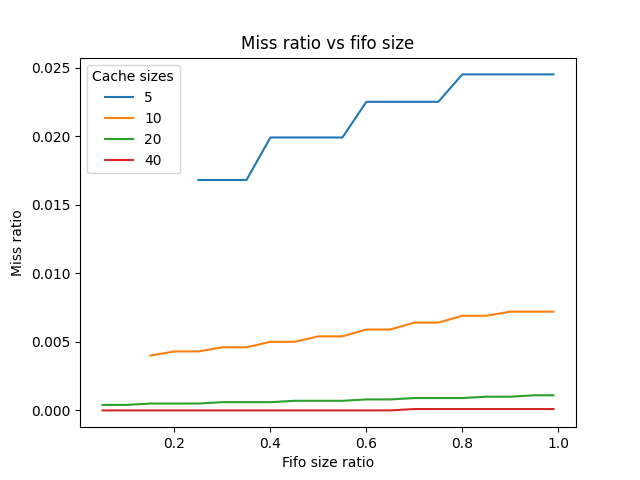 Miss ratio vs fifo size
Cache sizes
5
10
20
40
0.025
0.020
0.015
0.010
0.005
0.000
Miss ratio
0.2 0.4 0.6 0.8 1.0
Fifo size ratio